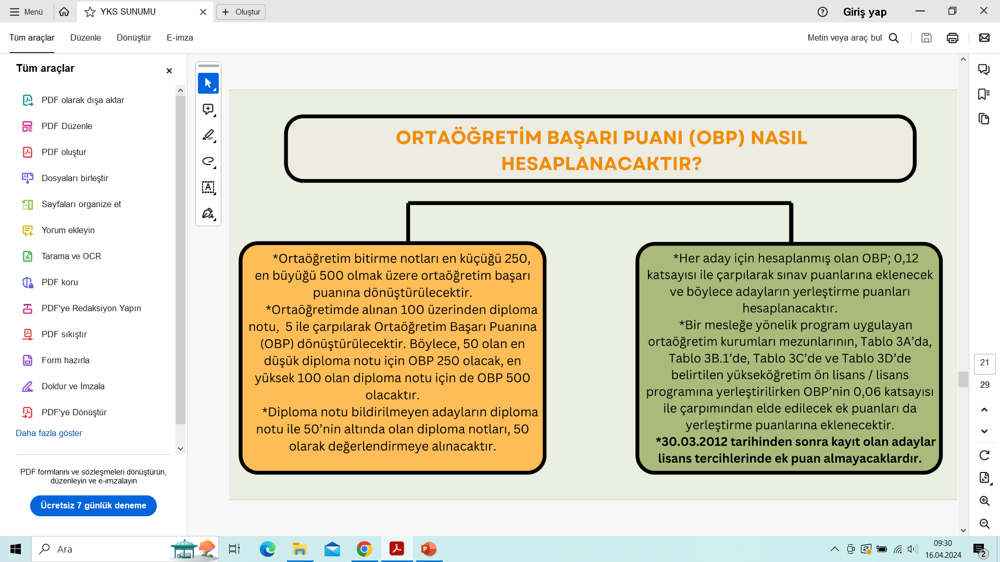 Menü
YKS SUNUMU
Oluştur
Giriş yap
Tüm araçlar
Düzenle
Dönüştür
E-imza
Metin veya araç bul
Tüm araçlar
PDF olarak dışa aktar
PDF Düzenle
PDF oluştur
Dosyaları birleştir
Sayfaları organize et
Yorum ekleyin
Tarama ve OCR
PDF koru
PDF'ye Redaksiyon Yapın
PDF sıkıştır
Form hazırla
Doldur ve İmzala
PDF'ye Dönüştür
Daha fazla göster
PDF formlarını ve sözleşmeleri dönüştürün,
düzenleyin ve e-imzalayın
Ücretsiz 7 günlük deneme
ORTAÖĞRETİM BAŞARI PUANI (OBP) NASIL
HESAPLANACAKTIR?
*Ortaöğretim bitirme notları en küçüğü 250,
en büyüğü 500 olmak üzere ortaöğretim başarı
puanına dönüştürülecektir.
*Ortaöğretimde alınan 100 üzerinden diploma
notu, 5 ile çarpılarak Ortaöğretim Başarı Puanına
(OBP) dönüştürülecektir. Böylece, 50 olan en
düşük diploma notu için OBP 250 olacak, en
yüksek 100 olan diploma notu için de OBP 500
olacaktır.
*Diploma notu bildirilmeyen adayların diploma
notu ile 50’nin altında olan diploma notları, 50
olarak değerlendirmeye alınacaktır.
*Her aday için hesaplanmış olan OBP; 0,12
katsayısı ile çarpılarak sınav puanlarına eklenecek
ve böylece adayların yerleştirme puanları
hesaplanacaktır.
*Bir mesleğe yönelik program uygulayan
ortaöğretim kurumları mezunlarının, Tablo 3A’da,
Tablo 3B.1’de, Tablo 3C’de ve Tablo 3D’de
belirtilen yükseköğretim ön lisans / lisans
programına yerleştirilirken OBP’nin 0,06 katsayısı
ile çarpımından elde edilecek ek puanları da
yerleştirme puanlarına eklenecektir.
*30.03.2012 tarihinden sonra kayıt olan adaylar
lisans tercihlerinde ek puan almayacaklardır.
21
29
Ara
09:30
16.04.2024
2